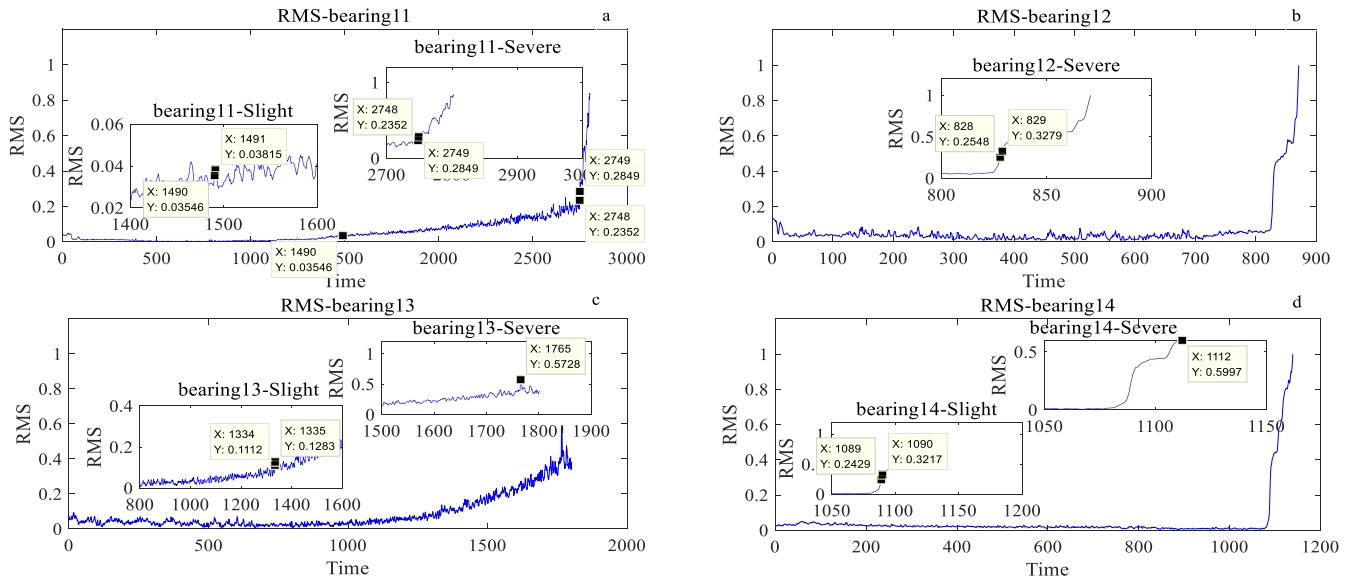 RMS-bearing11
a
RMS
1
0.8
0.6
0.4
0.2
0
0
500
1000
1500
2000
2500
3000
Time
bearing11-Slight
RMS
0.06
0.04
0.02
1400
1500
1600
X: 1491
Y: 0.03815
X: 1490
Y: 0.03546
X: 1490
Y: 0.03546
bearing11-Severe
RMS
1
0
2700
2800
2900
X: 2748
Y: 0.2352
X: 2749
Y: 0.2849
X: 2749
Y: 0.2849
X: 2748
Y: 0.2352
RMS-bearing12
b
RMS
1
0.8
0.6
0.4
0.2
0
0
100
200
300
400
500
600
700
800
900
Time
bearing12-Severe
RMS
1
0.5
0
800
850
900
X: 828
Y: 0.2548
X: 829
Y: 0.3279
RMS-bearing13
c
RMS
1
0.8
0.6
0.4
0.2
0
0
500
1000
1500
2000
Time
bearing13-Slight
RMS
0.4
0.2
0
800
1000
1200
1400
1600
X: 1334
Y: 0.1112
X: 1335
Y: 0.1283
bearing13-Severe
RMS
1
0.5
0
1500
1600
1700
1800
1900
X: 1765
Y: 0.5728
RMS-bearing14
d
RMS
1
0.8
0.6
0.4
0.2
0
0
200
400
600
800
1000
1200
Time
bearing14-Slight
RMS
1
0
1050
1100
1150
1200
X: 1089
Y: 0.2429
X: 1090
Y: 0.3217
bearing14-Severe
RMS
0.5
0
1050
1100
1150
X: 1112
Y: 0.5997